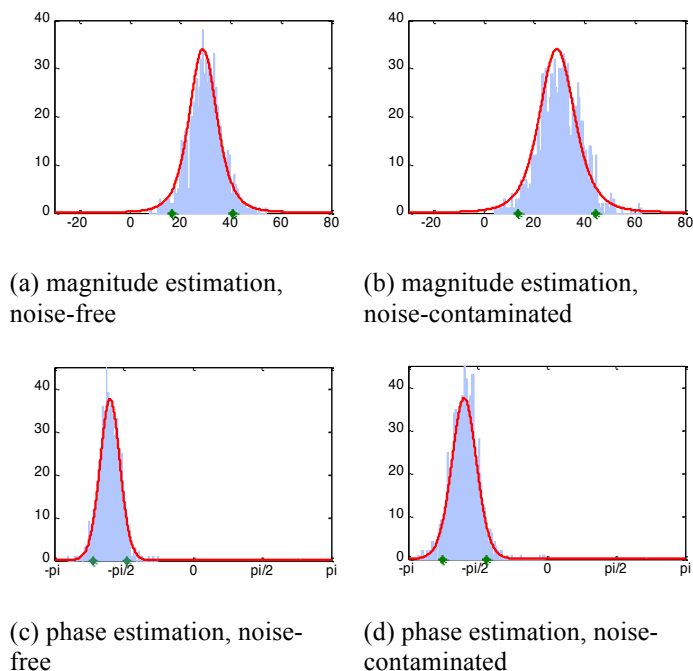 40
30
20
10
0
0 20 40 60 80
40
30
20
10
0
0 20 40 60 80
(a) magnitude estimation,
noise-free
(b) magnitude estimation,
noise-contaminated
40
30
20
10
0
-pi -pi/2 0 pi/2 pi
40
30
20
10
0
-pi -pi/2 0 pi/2 pi
(c) phase estimation, noise-
free
(d) phase estimation, noise-
contaminated